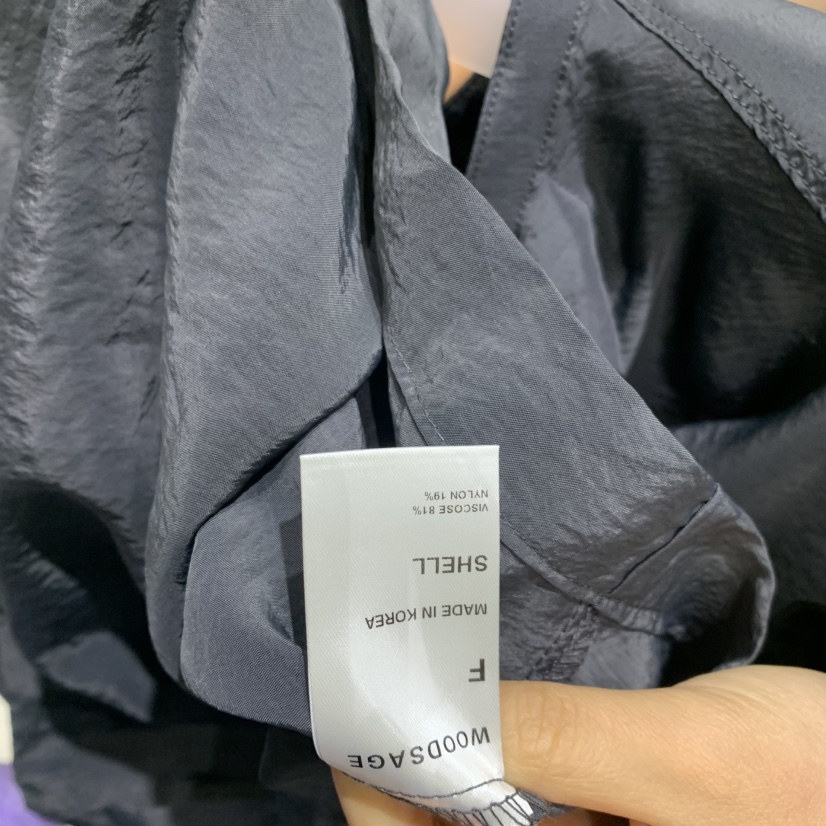 WOODSAGE
F
MADE IN KOREA
SHELL
VISCOSE 81%
NYLON 19%